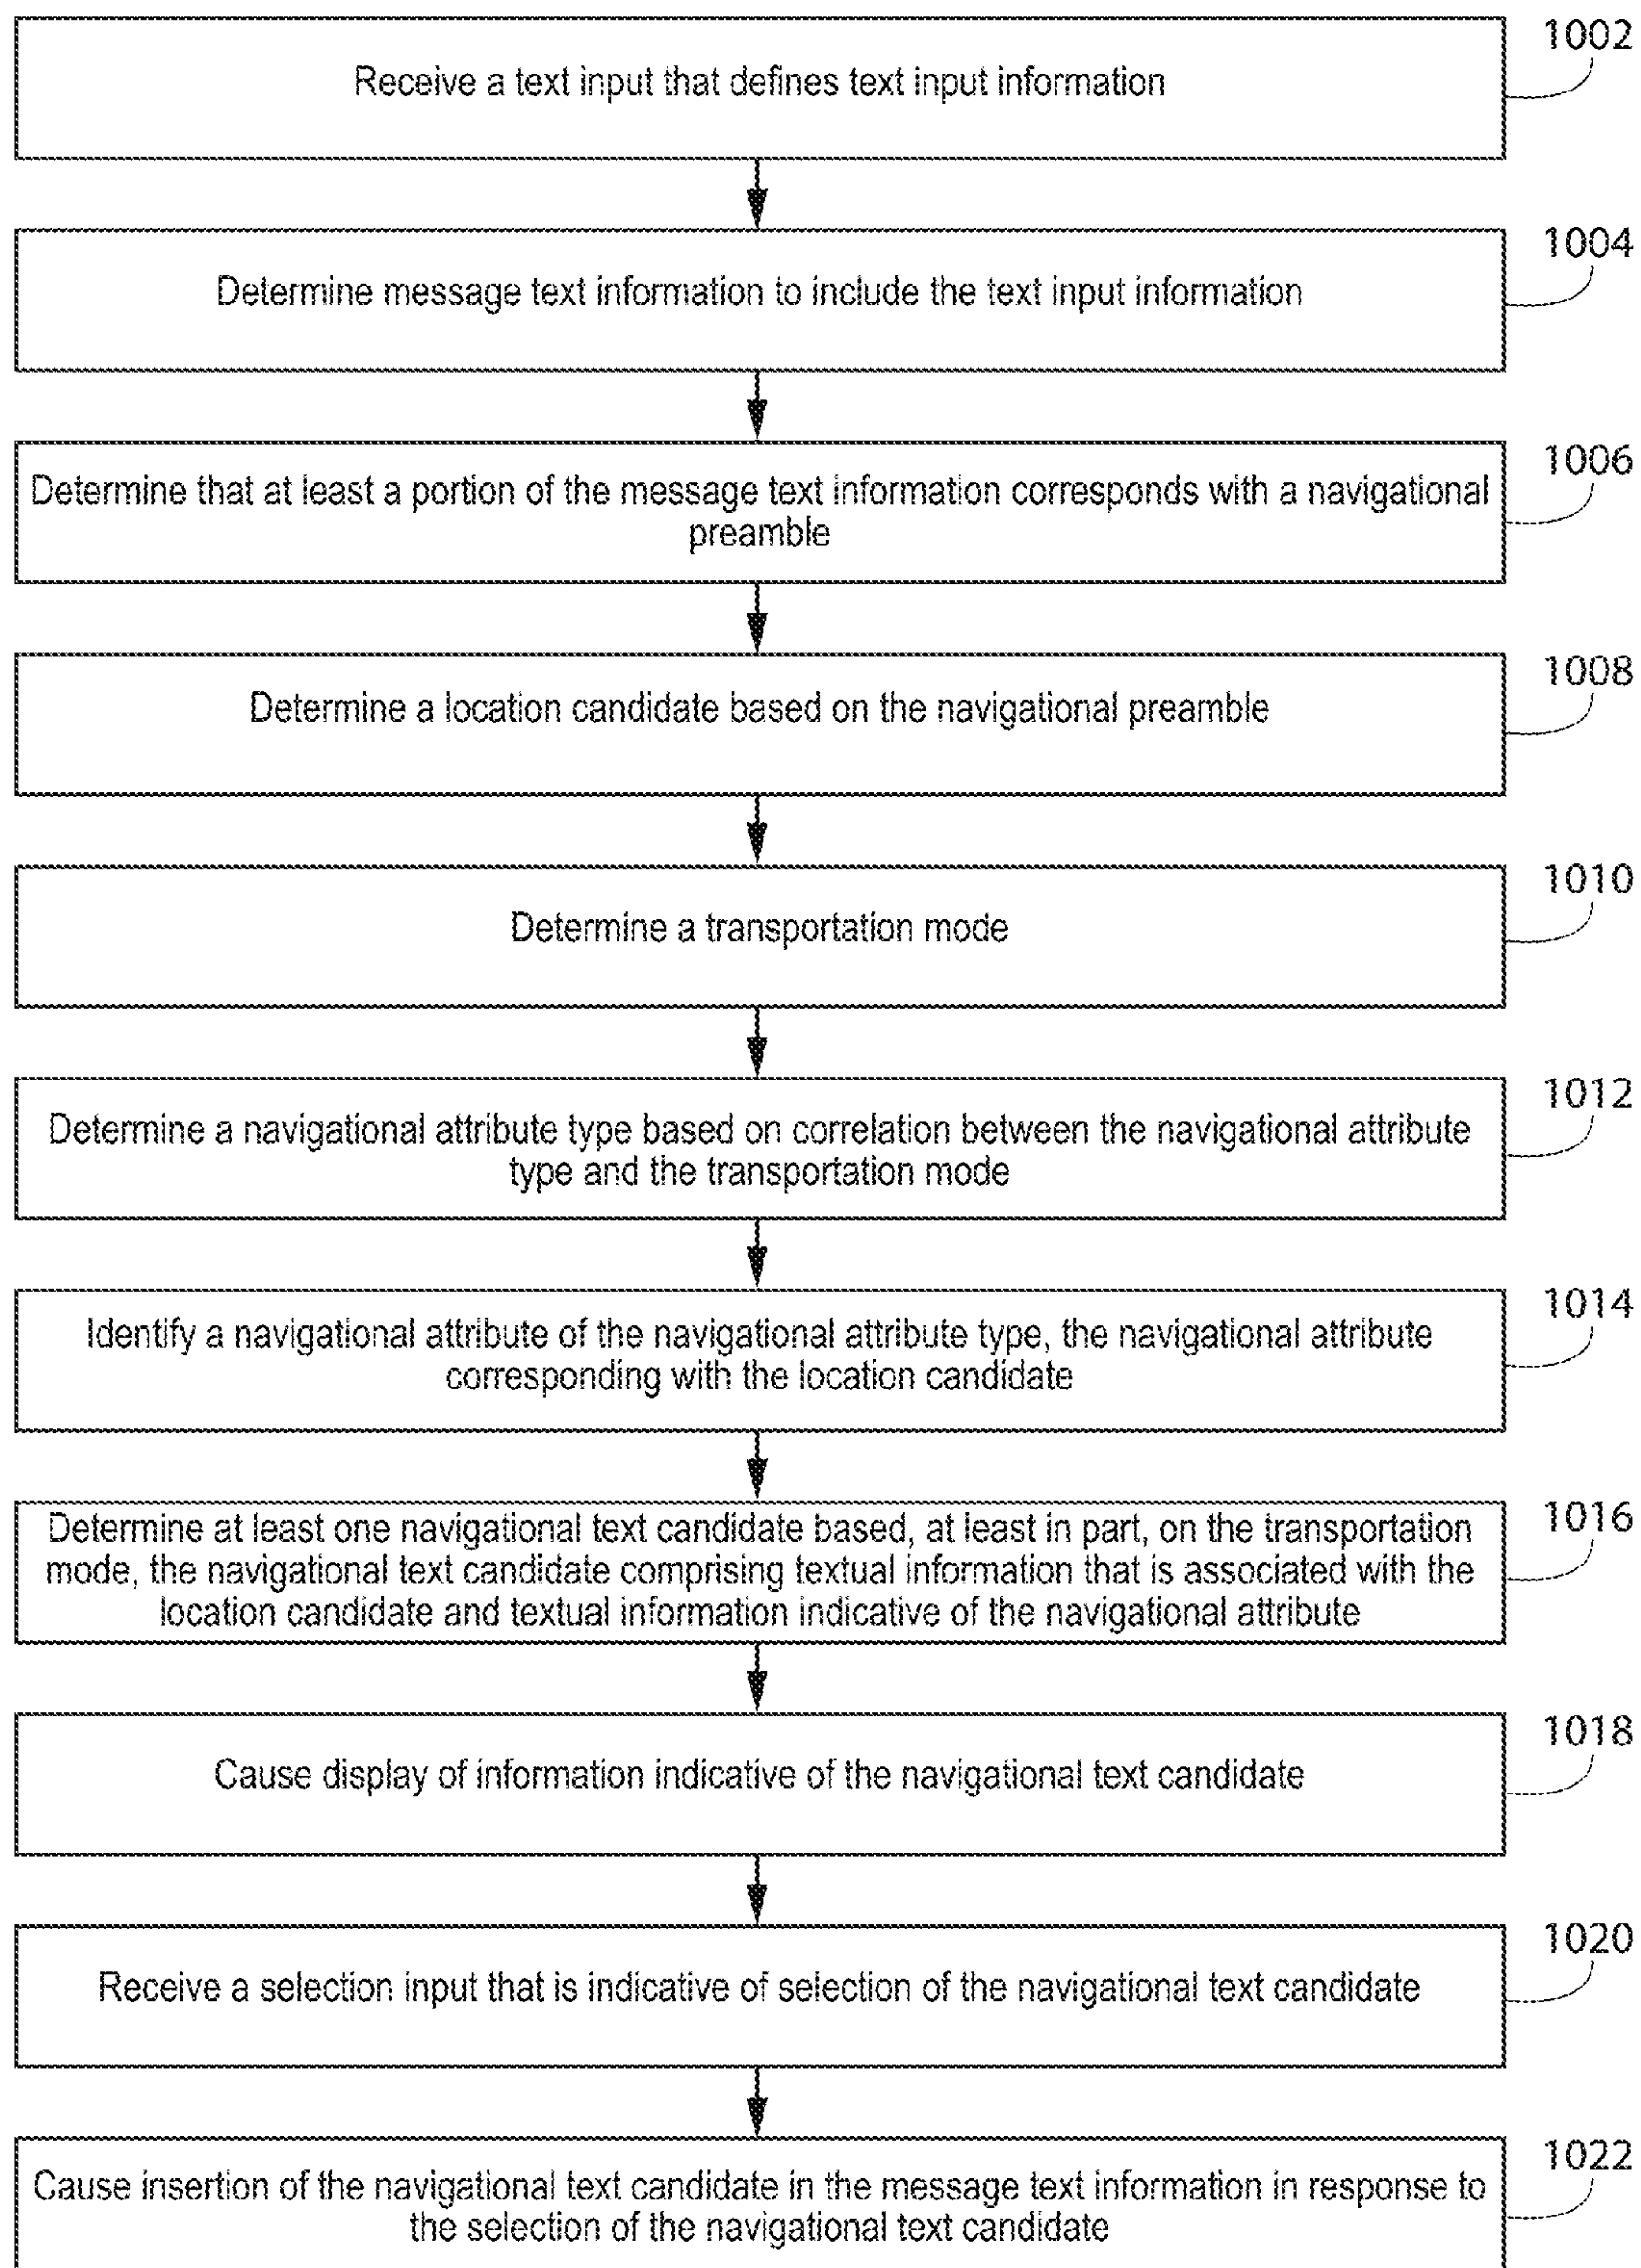 1002
Receive a text input that defines text input information
1004
Determine message text information to include the text input information
1006
Determine that at least a portion of the message text information corresponds with a navigational
preamble
1008
Determine a location candidate based on the navigational preamble
1010
Determine a transportation mode
1012
Determine a navigational attribute type based on correlation between the navigational attribute
type and the transportation mode
1014
Identify a navigational attribute of the navigational attribute type, the navigational attribute
corresponding with the location candidate
1016
Determine at least one navigational text candidate based, at least in part, on the transportation
mode, the navigational text candidate comprising textual information that is associated with the
location candidate and textual information indicative of the navigational attribute
1018
Cause display of information indicative of the navigational text candidate
1020
Receive a selection input that is indicative of selection of the navigational text candidate
1022
Cause insertion of the navigational text candidate in the message text information in response to
the selection of the navigational text candidate